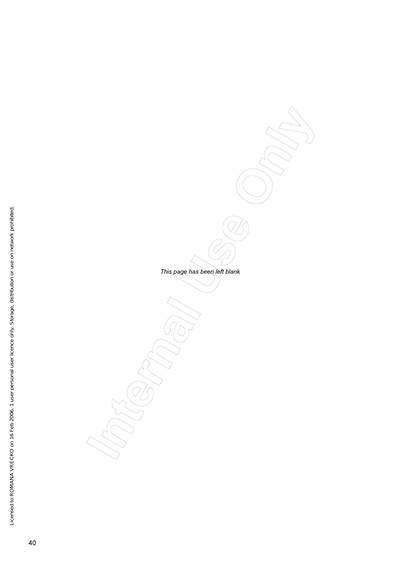 Licensed to ROMANA VRECKO on 16 Feb 2006. 1 user personal user licence only. Storage, distribution or use on network prohibited.
Internal Use Only
This page has been left blank
40